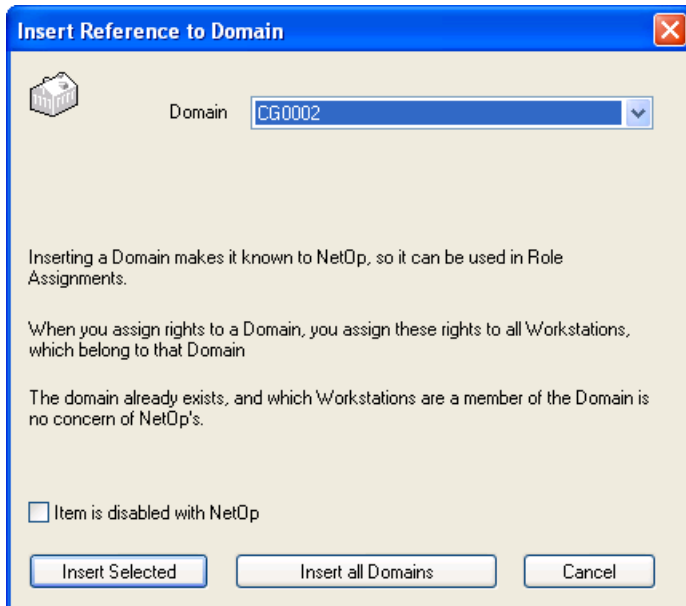 Insert Reference to Domain
Domain
CG0002
Inserting a Domain makes it known to NetOp, so it can be used in Role
Assignments.
When you assign rights to a Domain, you assign these rights to all Workstations,
which belong to that Domain
The domain already exists, and which Workstations are a member of the Domain is
no concern of NetOp's.
Item is disabled with NetOp
Insert Selected
Insert all Domains
Cancel